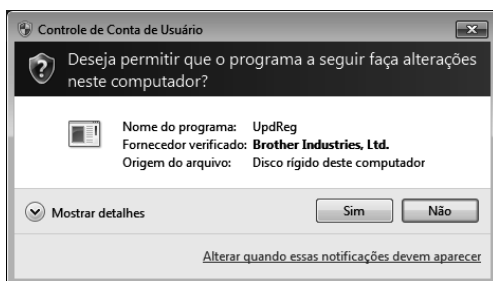 Controle de Conta de Usuário
Deseja permitir que o programa a seguir faça alterações
neste computador?
Nome do programa: UpdReg
Fornecedor verificado: Brother Industries, Ltd.
Origem do arquivo: Disco rígido deste computador
Mostrar detalhes
Sim
Não
Alterar quando essas notificações devem aparecer